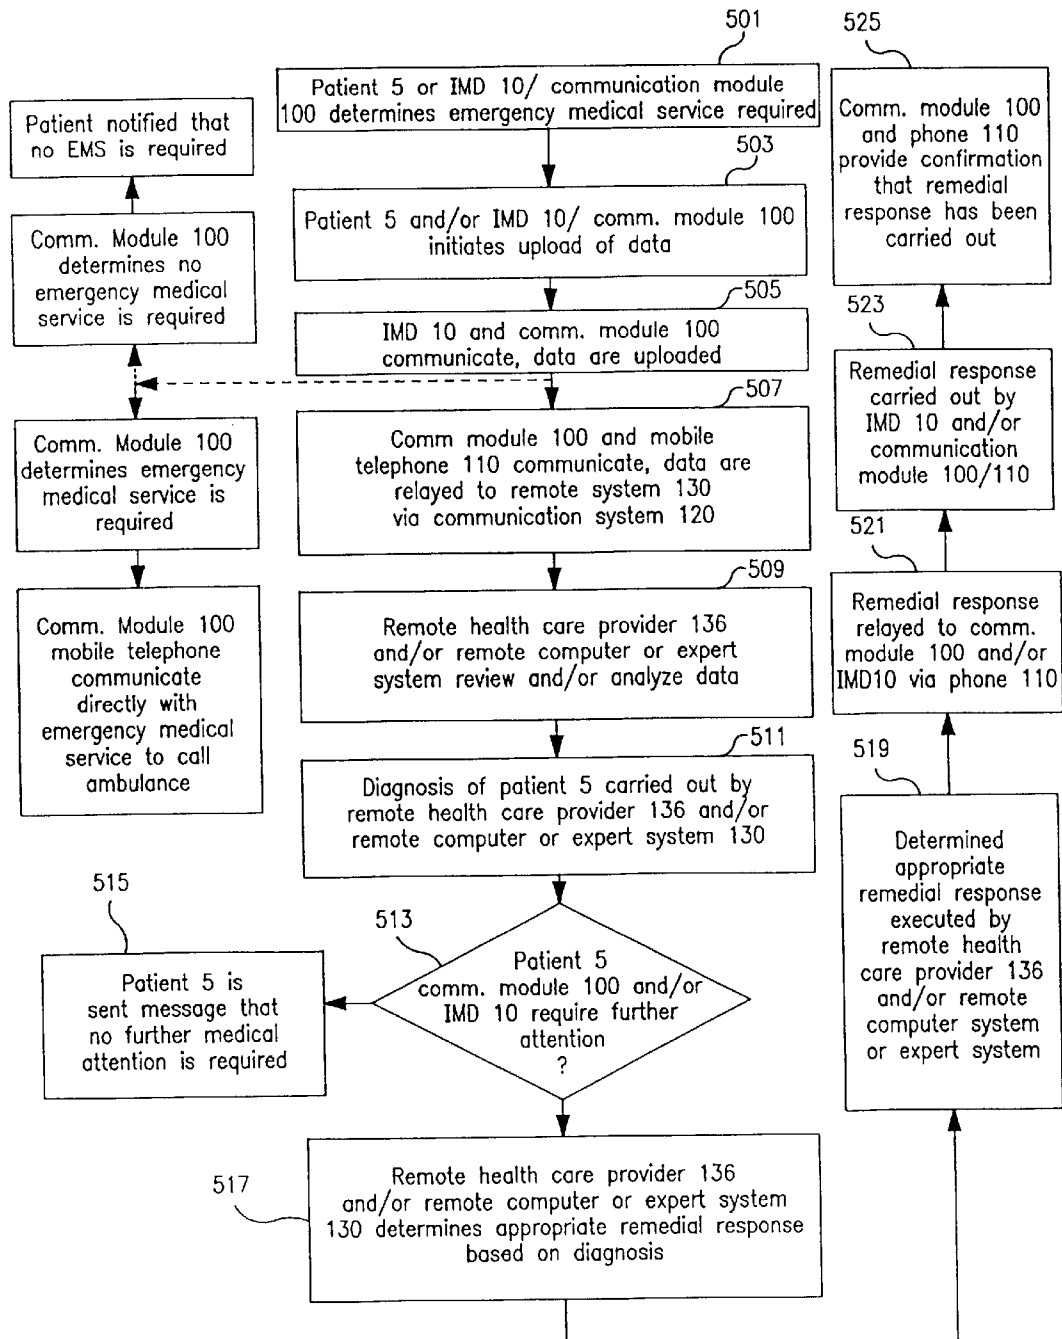 501
Patient 5 or IMD 10/ communication module
100 determines emergency medical service required
503
Patient 5 and/or IMD 10/ comm. module 100
initiates upload of data
505
IMD 10 and comm. module 100
communicate, data are uploaded
Patient notified that
no EMS is required
Comm. Module 100
determines no
emergency medical
service is required
Comm. Module 100
determines emergency
medical service is
required
Comm. Module 100
mobile telephone
communicate
directly with
emergency medical
service to call
ambulance
507
Comm module 100 and mobile
telephone 110 communicate, data are
relayed to remote system 130
via communication system 120
509
Remote health care provider 136
and/or remote computer or expert
system review and/or analyze data
511
Diagnosis of patient 5 carried out by
remote health care provider 136 and/or
remote computer or expert system 130
513
Patient 5
comm. module 100 and/or
IMD 10 require further
attention
?
515
Patient 5 is
sent message that
no further medical
attention is required
517
Remote health care provider 136
and/or remote computer or expert system
130 determines appropriate remedial response
based on diagnosis
519
Determined
appropriate
remedial response
executed by
remote health
care provider 136
and/or remote
computer system
or expert system
521
Remedial response
relayed to comm.
module 100 and/or
IMD10 via phone 110
523
Remedial response
carried out by
IMD 10 and/or
communication
module 100/110
525
Comm. module 100
and phone 110
provide confirmation
that remedial
response has been
carried out